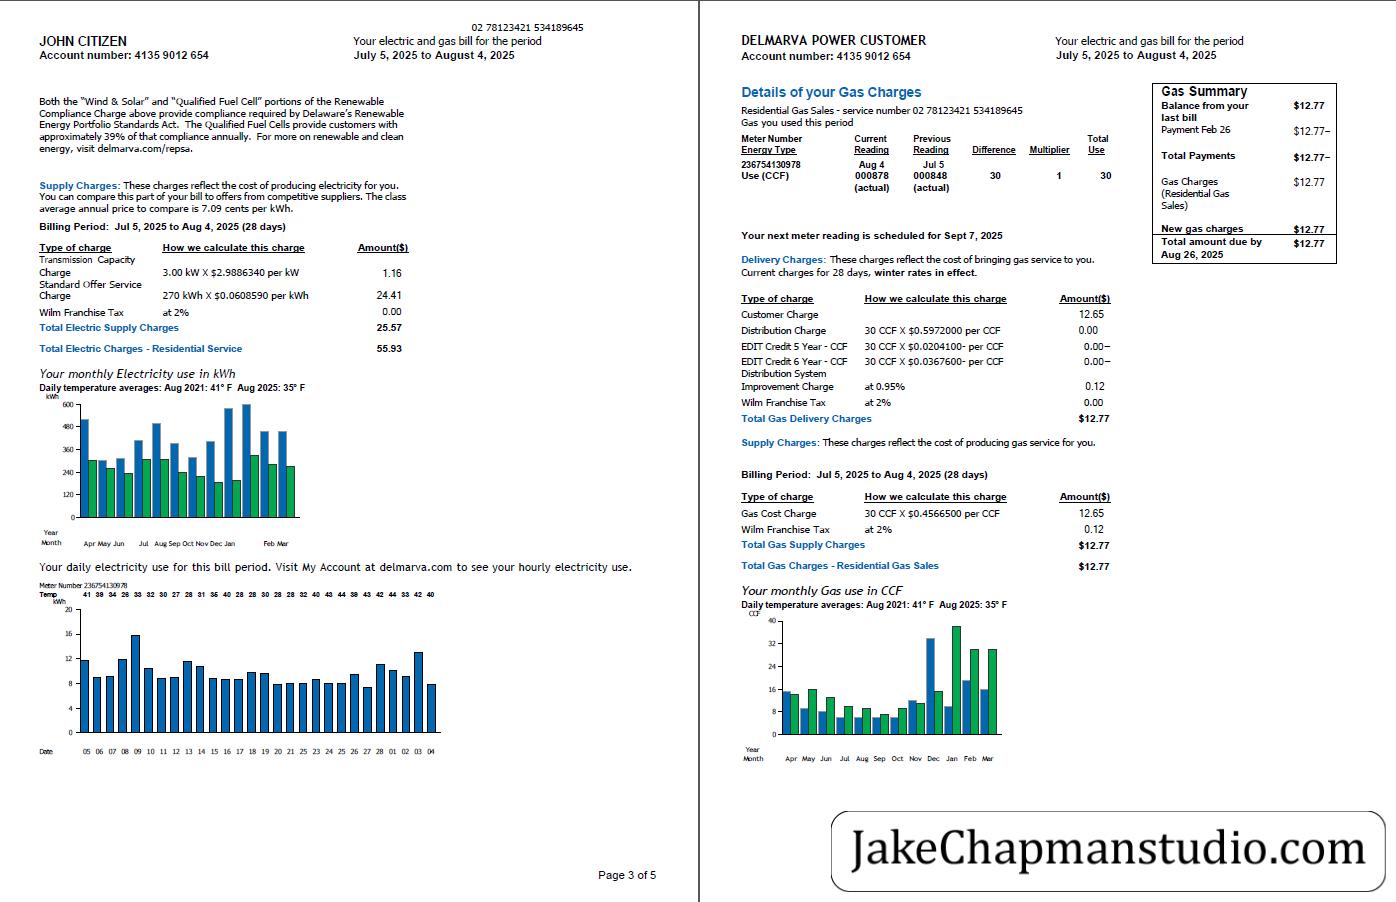 02 78123421 534189645
JOHN CITIZEN
Account number: 4135 9012 654
Your electric and gas bill for the period
July 5, 2025 to August 4, 2025
Both the "Wind & Solar" and "Qualified Fuel Cell" portions of the Renewable
Compliance Charge above provide compliance required by Delaware's Renewable
Energy Portfolio Standards Act. The Qualified Fuel Cells provide customers with
approximately 39% of that compliance annually. For more on renewable and clean
energy, visit delmarva.com/repsa.
Supply Charges: These charges reflect the cost of producing electricity for you.
You can compare this part of your bill to offers from competitive suppliers. The class
average annual price to compare is 7.09 cents per kWh.
Billing Period: Jul 5, 2025 to Aug 4, 2025 (28 days)
Type of charge How we calculate this charge Amount($)
Transmission Capacity
Charge 3.00 kW X $2.9886340 per kW 1.16
Standard Offer Service
Charge 270 kWh X $0.0608590 per kWh 24.41
Wilm Franchise Tax at 2% 0.00
Total Electric Supply Charges 25.57
Total Electric Charges - Residential Service 55.93
Your monthly Electricity use in kWh
Daily temperature averages: Aug 2021: 41° F Aug 2025: 35° F
kWh
600
480
360
240
120
0
Year
Month Apr May Jun Jul Aug Sep Oct Nov Dec Jan Feb Mar
Your daily electricity use for this bill period. Visit My Account at delmarva.com to see your hourly electricity use.
Meter Number 236754130978
Temp 41 39 34 26 33 32 30 27 28 31 35 40 28 28 30 28 28 32 40 43 44 44 39 43 42 44 33 42 40
kWh
20
16
12
8
4
0
Date 05 06 07 08 09 10 11 12 13 14 15 16 17 18 19 20 21 25 23 24 25 26 27 28 01 02 03 04
Page 3 of 5
DELMARVA POWER CUSTOMER
Account number: 4135 9012 654
Your electric and gas bill for the period
July 5, 2025 to August 4, 2025
Details of your Gas Charges
Residential Gas Sales - service number 02 78123421 534189645
Gas you used this period
Meter Number Current Previous Total
Energy Type Reading Reading Difference Multiplier Use
236754130978 Aug 4 Jul 5
Use (CCF) 000878 000848 30 1 30
(actual) (actual)
Your next meter reading is scheduled for Sept 7, 2025
Delivery Charges: These charges reflect the cost of bringing gas service to you.
Current charges for 28 days, winter rates in effect.
Type of charge How we calculate this charge Amount($)
Customer Charge 12.65
Distribution Charge 30 CCF X $0.5972000 per CCF 0.00
EDIT Credit 5 Year - CCF 30 CCF X $0.0204100- per CCF 0.00−
EDIT Credit 6 Year - CCF 30 CCF X $0.0367600- per CCF 0.00−
Distribution System
Improvement Charge at 0.95% 0.12
Wilm Franchise Tax at 2% 0.00
Total Gas Delivery Charges $12.77
Supply Charges: These charges reflect the cost of producing gas service for you.
Billing Period: Jul 5, 2025 to Aug 4, 2025 (28 days)
Type of charge How we calculate this charge Amount($)
Gas Cost Charge 30 CCF X $0.4566500 per CCF 12.65
Wilm Franchise Tax at 2% 0.12
Total Gas Supply Charges $12.77
Total Gas Charges - Residential Gas Sales $12.77
Your monthly Gas use in CCF
Daily temperature averages: Aug 2021: 41° F Aug 2025: 35° F
CCF
40
32
24
16
8
0
Year
Month Apr May Jun Jul Aug Sep Oct Nov Dec Jan Feb Mar
Gas Summary
Balance from your $12.77
last bill
Payment Feb 26 $12.77−
Total Payments $12.77−
Gas Charges $12.77
(Residential Gas
Sales)
New gas charges $12.77
Total amount due by $12.77
Aug 26, 2025
JakeChapmanstudio.com